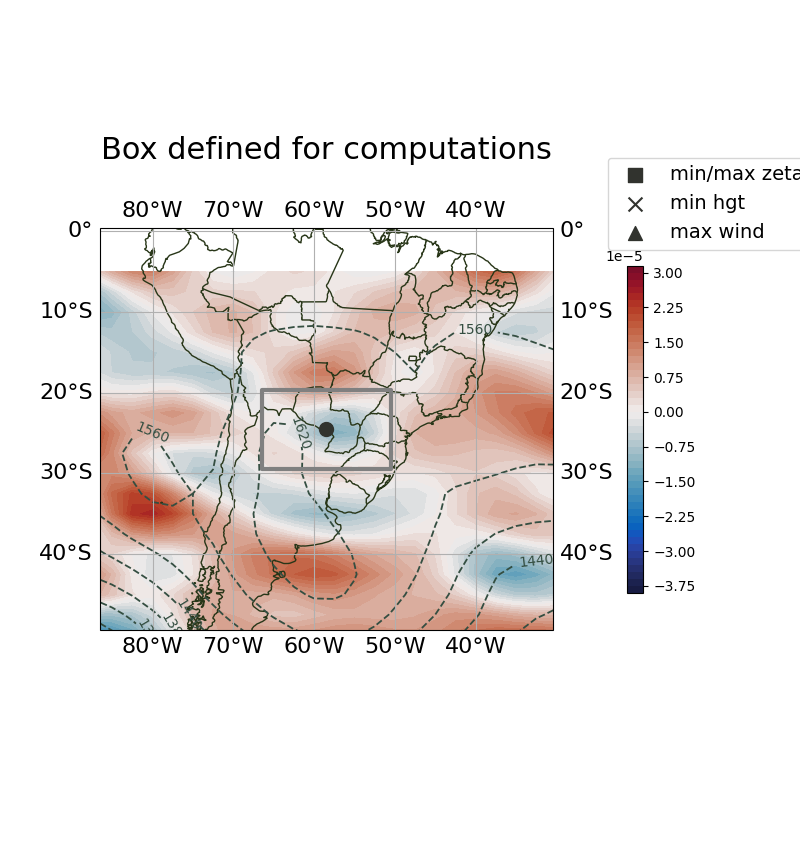 Box defined for computations
min/max zeta
min hgt
max wind
80°W 70°W 60°W 50°W 40°W
0° 0°
1e−5
3.00
2.25
1.50
0.75
0.00
−0.75
−1.50
−2.25
−3.00
−3.75
10°S 10°S
1560
20°S 20°S
1560
1620
30°S 30°S
40°S 40°S
1440
80°W 70°W 60°W 50°W 40°W